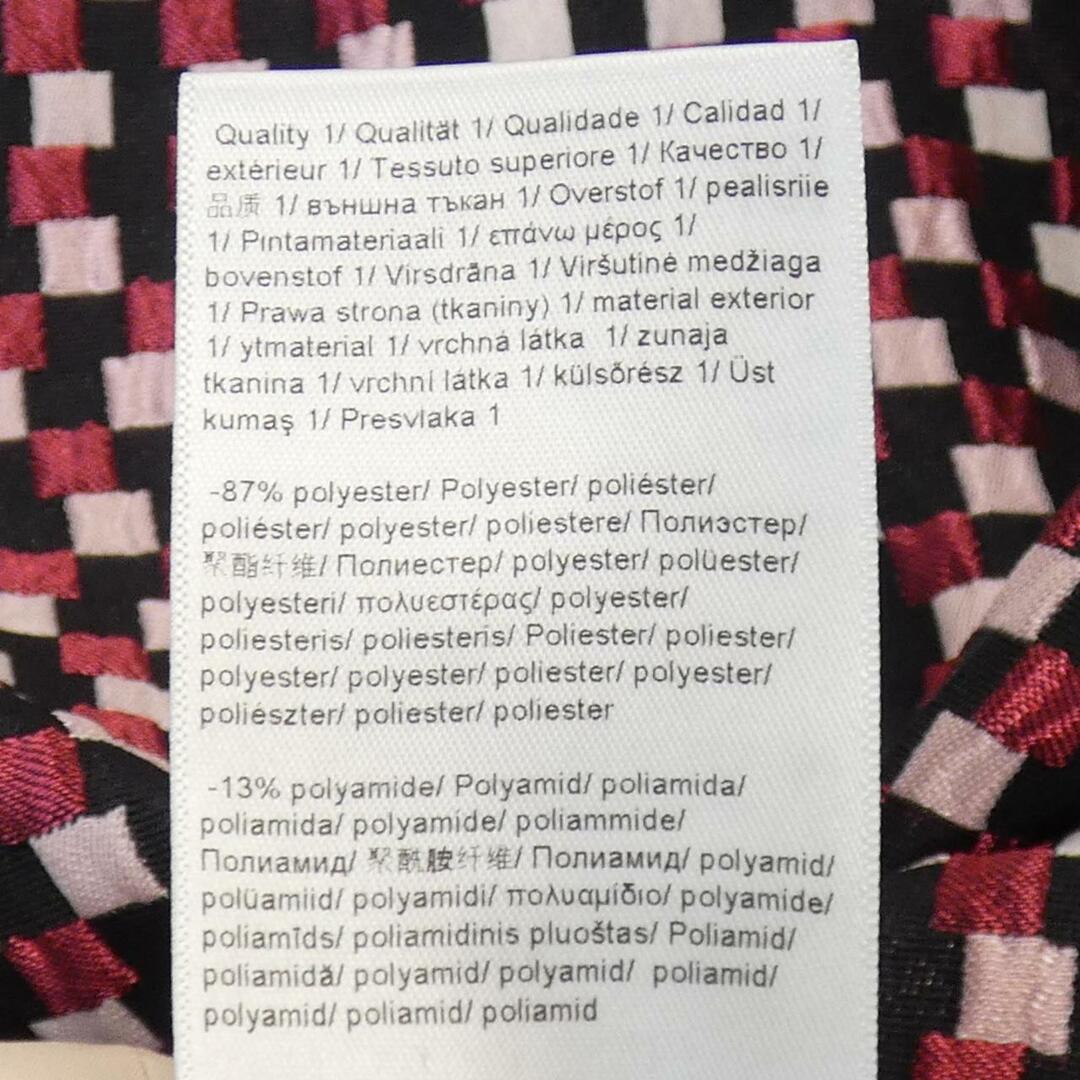 Quality 1/ Qualität 1/ Qualidade 1/ Calidad 1/
extérieur 1/ Tessuto superiore 1/ Качество 1/
品质 1/ външна тъкан 1/ Overstof 1/ pealisriie
1/ Pintamateriaali 1/ επάνω μέρος 1/
bovenstof 1/ Virsdrāna 1/ Viršutinė medžiaga
1/ Prawa strona (tkaniny) 1/ material exterior
1/ ytmaterial 1/ vrchná látka 1/ zunaja
tkanina 1/ vrchní látka 1/ külsőrész 1/ Üst
kumaş 1/ Presvlaka 1
-87% polyester/ Polyester/ poliéster/
poliéster/ polyester/ poliestere/ Полиэстер/
聚酯纤维/ Полиестер/ polyester/ polüester/
polyesteri/ πολυεστέρας/ polyester/
poliesteris/ poliesteris/ Poliester/ poliester/
polyester/ polyester/ poliester/ polyester/
poliészter/ poliester/ poliester
-13% polyamide/ Polyamid/ poliamida/
poliamida/ polyamide/ poliammide/
Полиамид/ 聚酰胺纤维/ Полиамид/ polyamid/
polüamiid/ polyamidi/ πολυαμίδιο/ polyamide/
poliamīds/ poliamidinis pluoštas/ Poliamid/
poliamidă/ polyamid/ polyamid/ poliamid/
polyamid/ poliamid/ poliamid